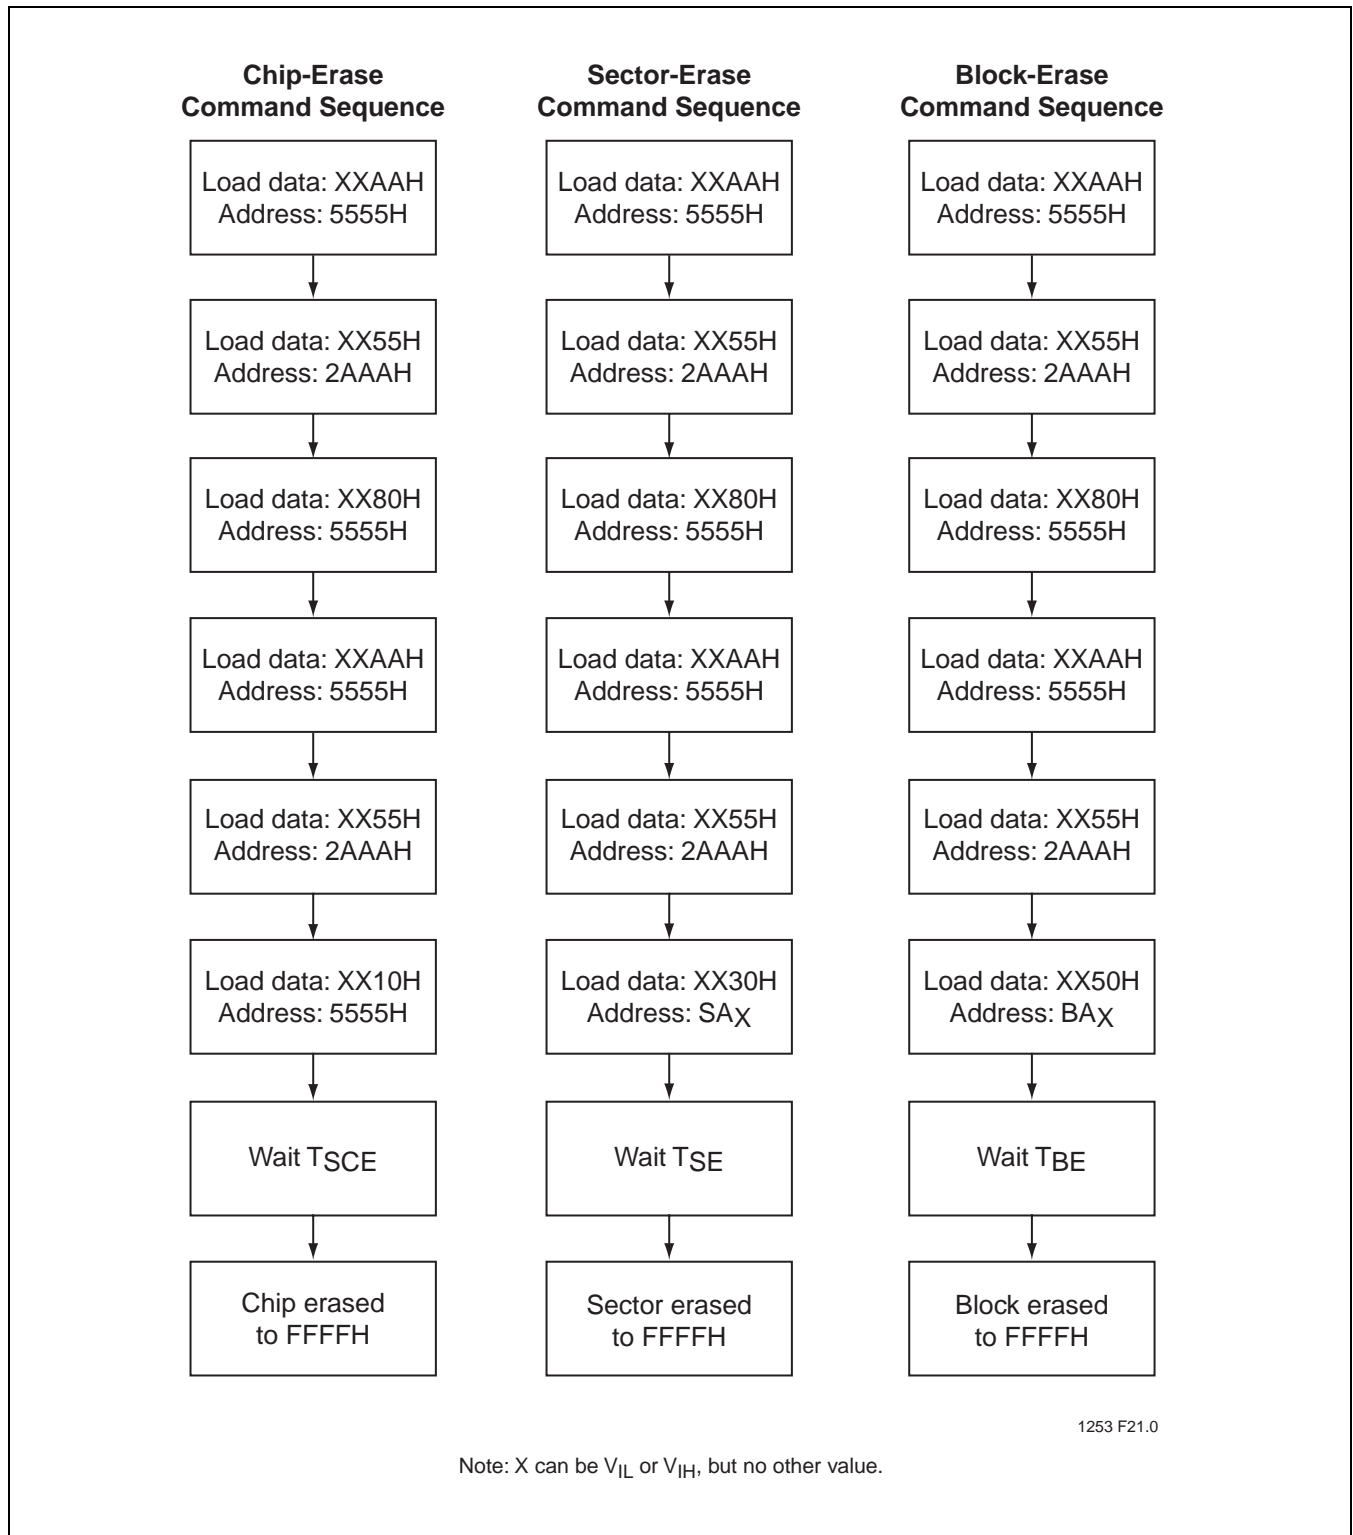 Chip-Erase
Command Sequence
Load data: XXAAH
Address: 5555H
Load data: XX55H
Address: 2AAAH
Load data: XX80H
Address: 5555H
Load data: XXAAH
Address: 5555H
Load data: XX55H
Address: 2AAAH
Load data: XX10H
Address: 5555H
Wait TSCE
Chip erased
to FFFFH
Sector-Erase
Command Sequence
Load data: XXAAH
Address: 5555H
Load data: XX55H
Address: 2AAAH
Load data: XX80H
Address: 5555H
Load data: XXAAH
Address: 5555H
Load data: XX55H
Address: 2AAAH
Load data: XX30H
Address: SAX
Wait TSE
Sector erased
to FFFFH
Block-Erase
Command Sequence
Load data: XXAAH
Address: 5555H
Load data: XX55H
Address: 2AAAH
Load data: XX80H
Address: 5555H
Load data: XXAAH
Address: 5555H
Load data: XX55H
Address: 2AAAH
Load data: XX50H
Address: BAX
Wait TBE
Block erased
to FFFFH
1253 F21.0
Note: X can be VIL or VIH, but no other value.